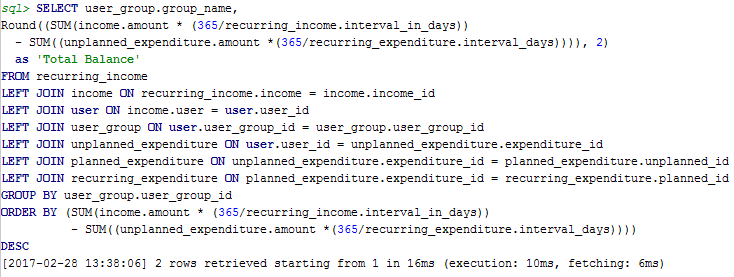 sql> SELECT user_group.group_name,
Round((SUM(income.amount * (365/recurring_income.interval_in_days))
- SUM((unplanned_expenditure.amount *(365/recurring_expenditure.interval_days)))), 2)
as 'Total Balance'
FROM recurring_income
LEFT JOIN income ON recurring_income.income = income.income_id
LEFT JOIN user ON income.user = user.user_id
LEFT JOIN user_group ON user.user_group_id = user_group.user_group_id
LEFT JOIN unplanned_expenditure ON user.user_id = unplanned_expenditure.expenditure_id
LEFT JOIN planned_expenditure ON unplanned_expenditure.expenditure_id = planned_expenditure.unplanned_id
LEFT JOIN recurring_expenditure ON planned_expenditure.expenditure_id = recurring_expenditure.planned_id
GROUP BY user_group.user_group_id
ORDER BY (SUM(income.amount * (365/recurring_income.interval_in_days))
- SUM((unplanned_expenditure.amount *(365/recurring_expenditure.interval_days))))
DESC
[2017-02-28 13:38:06] 2 rows retrieved starting from 1 in 16ms (execution: 10ms, fetching: 6ms)